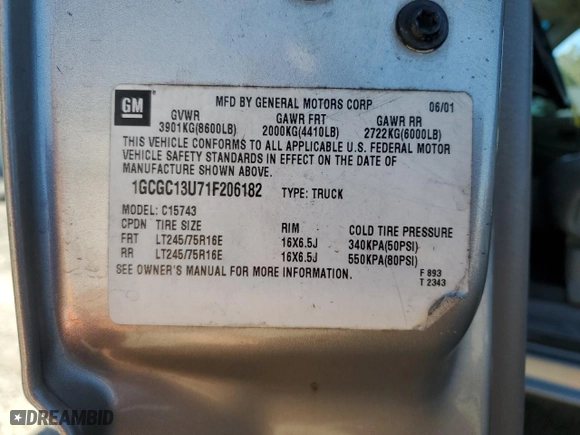 GM
MFD BY GENERAL MOTORS CORP 06/01
GVWR GAWR FRT GAWR RR
3901KG(8600LB) 2000KG(4410LB) 2722KG(6000LB)
THIS VEHICLE CONFORMS TO ALL APPLICABLE U.S. FEDERAL MOTOR
VEHICLE SAFETY STANDARDS IN EFFECT ON THE DATE OF
MANUFACTURE SHOWN ABOVE.
1GCGC13U71F206182 TYPE: TRUCK
MODEL: C15743
CPDN TIRE SIZE RIM COLD TIRE PRESSURE
FRT LT245/75R16E 16X6.5J 340KPA(50PSI)
RR LT245/75R16E 16X6.5J 550KPA(80PSI)
SEE OWNER'S MANUAL FOR MORE INFORMATION.
F 893
T 2343
DREAMBID